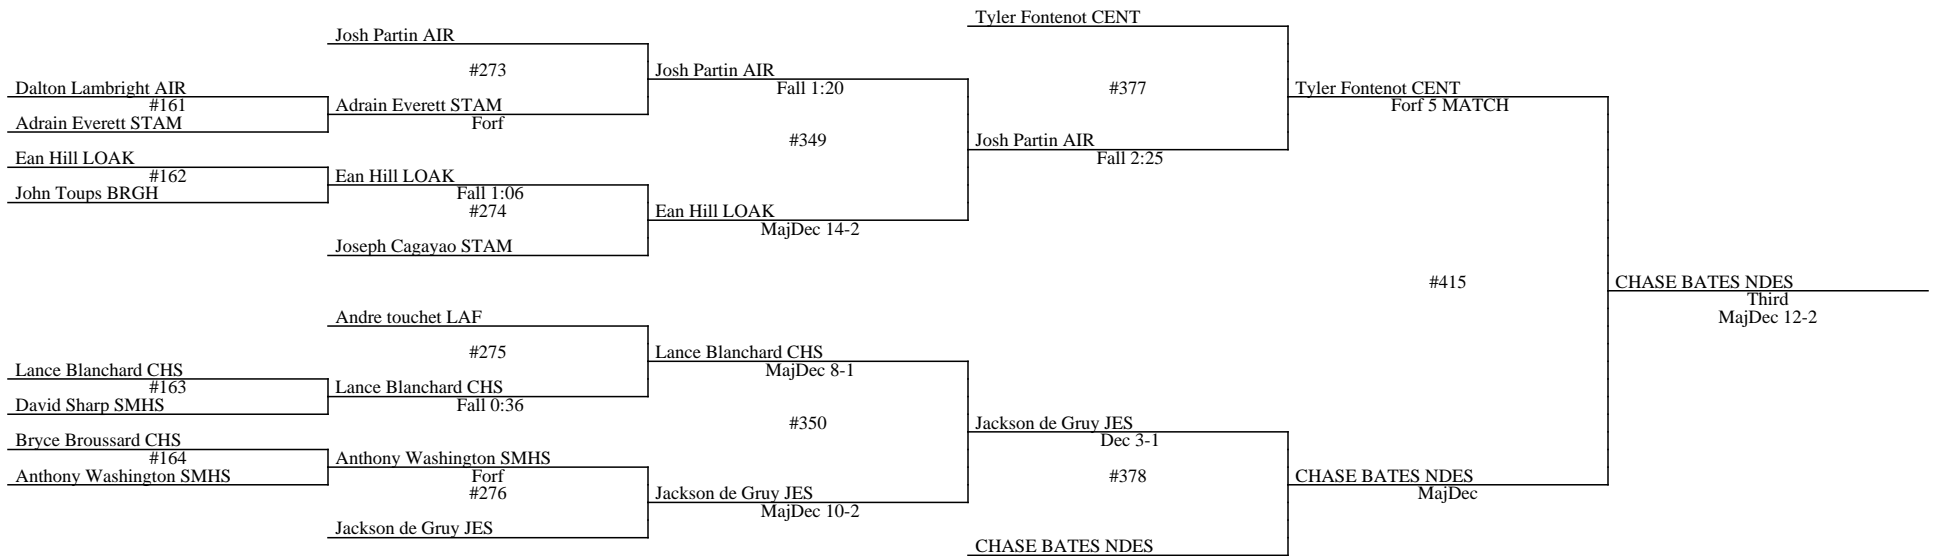 Tyler Fontenot CENT
Josh Partin AIR
#273
Josh Partin AIR
Fall 1:20
#377
Tyler Fontenot CENT
Forf 5 MATCH
Dalton Lambright AIR
#161
Adrain Everett STAM
Adrain Everett STAM
Forf
#349
Josh Partin AIR
Fall 2:25
Ean Hill LOAK
#162
John Toups BRGH
Ean Hill LOAK
Fall 1:06
#274
Ean Hill LOAK
MajDec 14-2
Joseph Cagayao STAM
#415
CHASE BATES NDES
Third
MajDec 12-2
Andre touchet LAF
#275
Lance Blanchard CHS
MajDec 8-1
Lance Blanchard CHS
#163
David Sharp SMHS
Lance Blanchard CHS
Fall 0:36
#350
Jackson de Gruy JES
Dec 3-1
Bryce Broussard CHS
#164
Anthony Washington SMHS
Anthony Washington SMHS
Forf
#276
#378
CHASE BATES NDES
MajDec
Jackson de Gruy JES
MajDec 10-2
Jackson de Gruy JES
CHASE BATES NDES